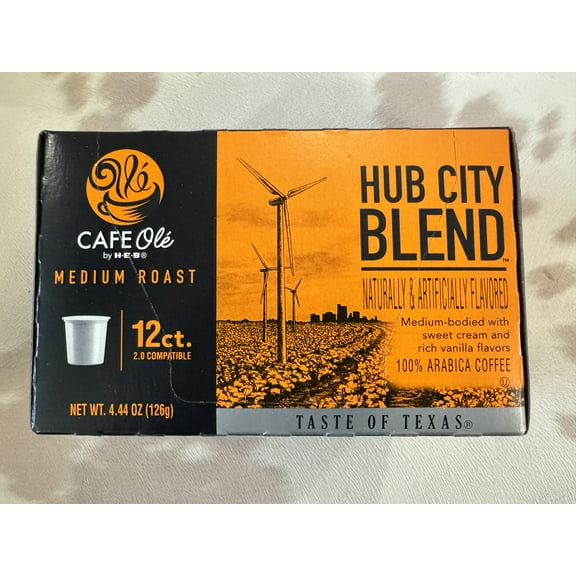 Olé
CAFE Olé
by H-E-B®
MEDIUM ROAST
12ct.
2.0 COMPATIBLE
NET WT. 4.44 OZ (126g)
HUB CITY
BLEND™
NATURALLY & ARTIFICIALLY FLAVORED
Medium-bodied with
sweet cream and
rich vanilla flavors
100% ARABICA COFFEE
U
TASTE OF TEXAS®